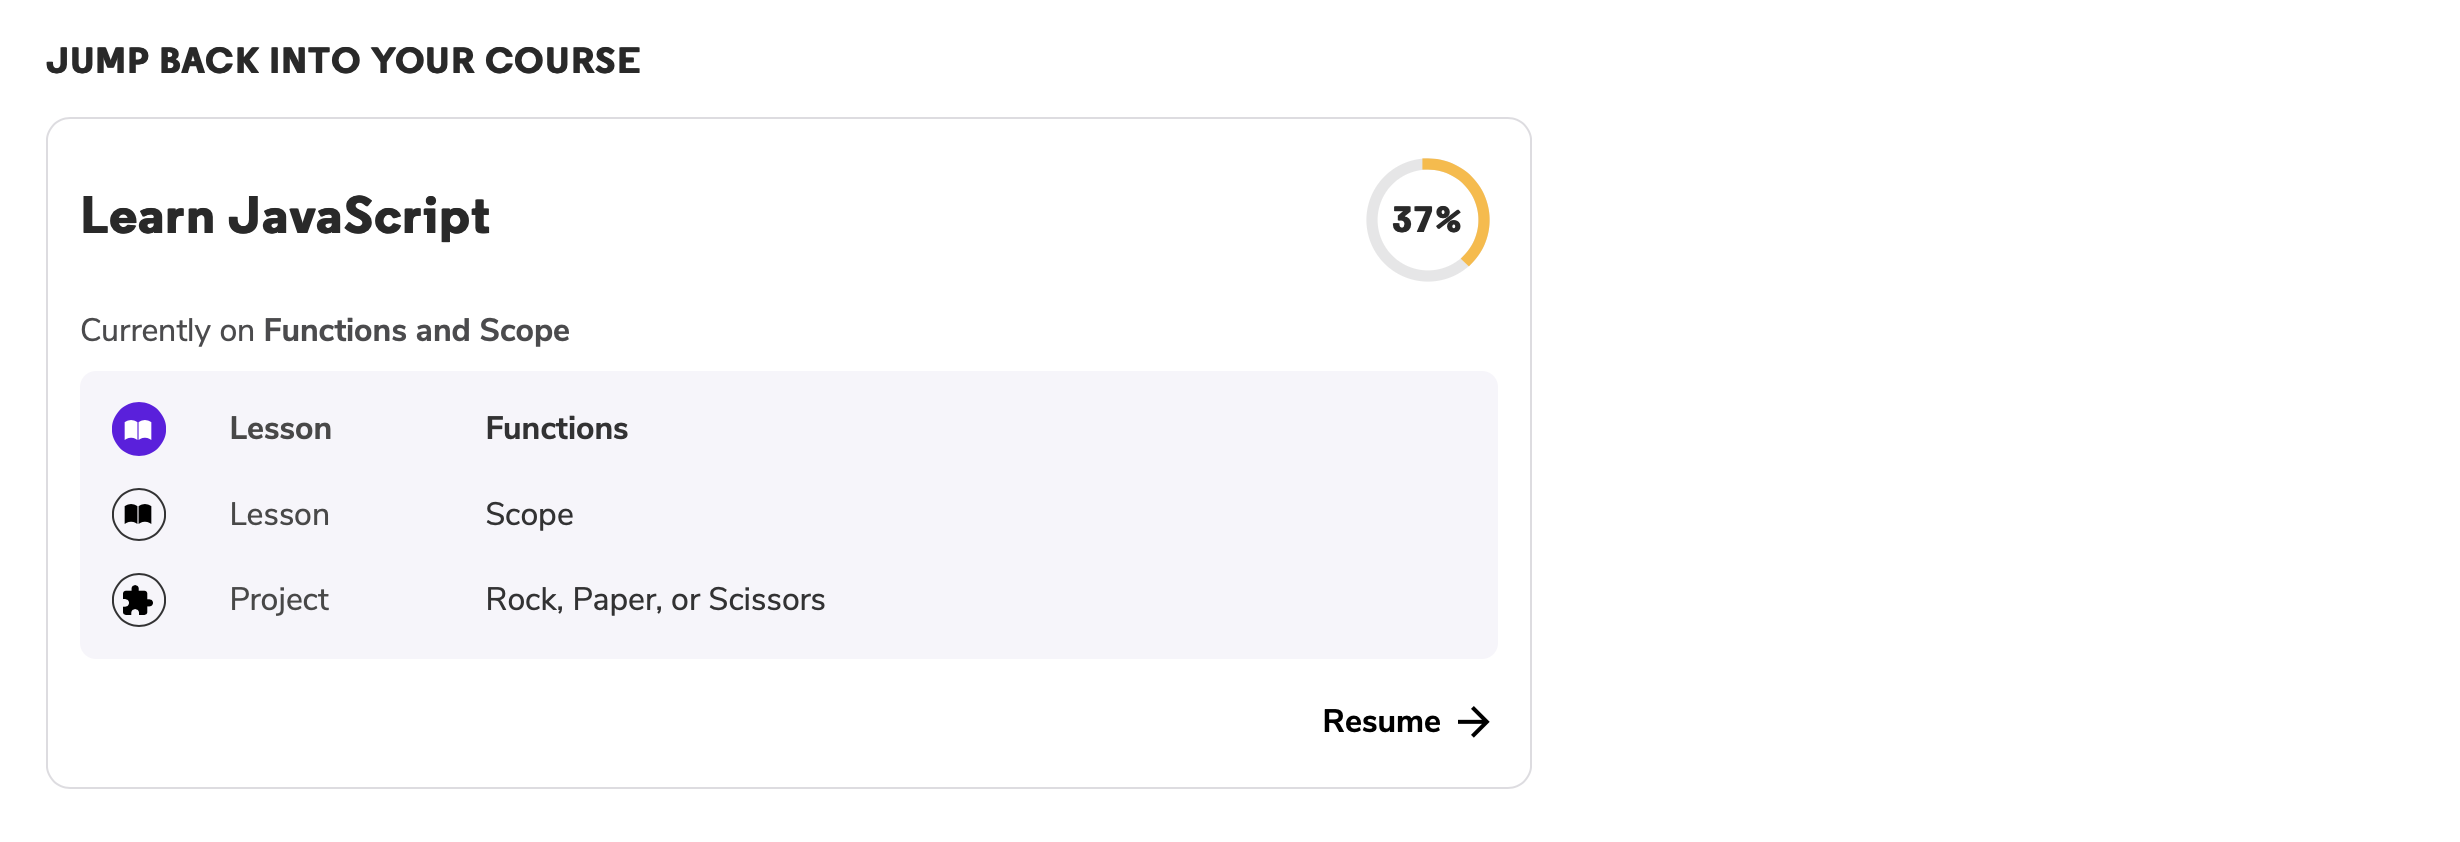 JUMP BACK INTO YOUR COURSE
Learn JavaScript
37%
Currently on Functions and Scope
Lesson Functions
Lesson Scope
Project Rock, Paper, or Scissors
Resume